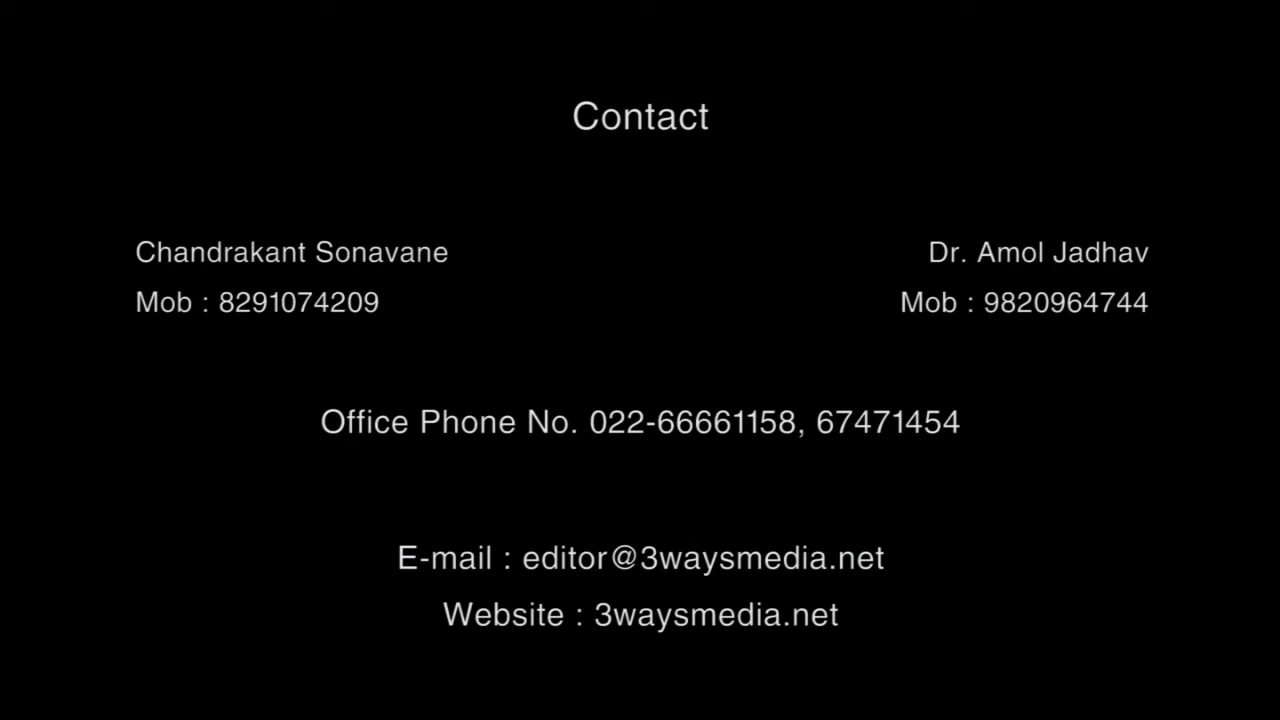 Contact
Chandrakant Sonavane
Mob : 8291074209
Dr. Amol Jadhav
Mob : 9820964744
Office Phone No. 022-66661158, 67471454
E-mail : editor@3waysmedia.net
Website : 3waysmedia.net